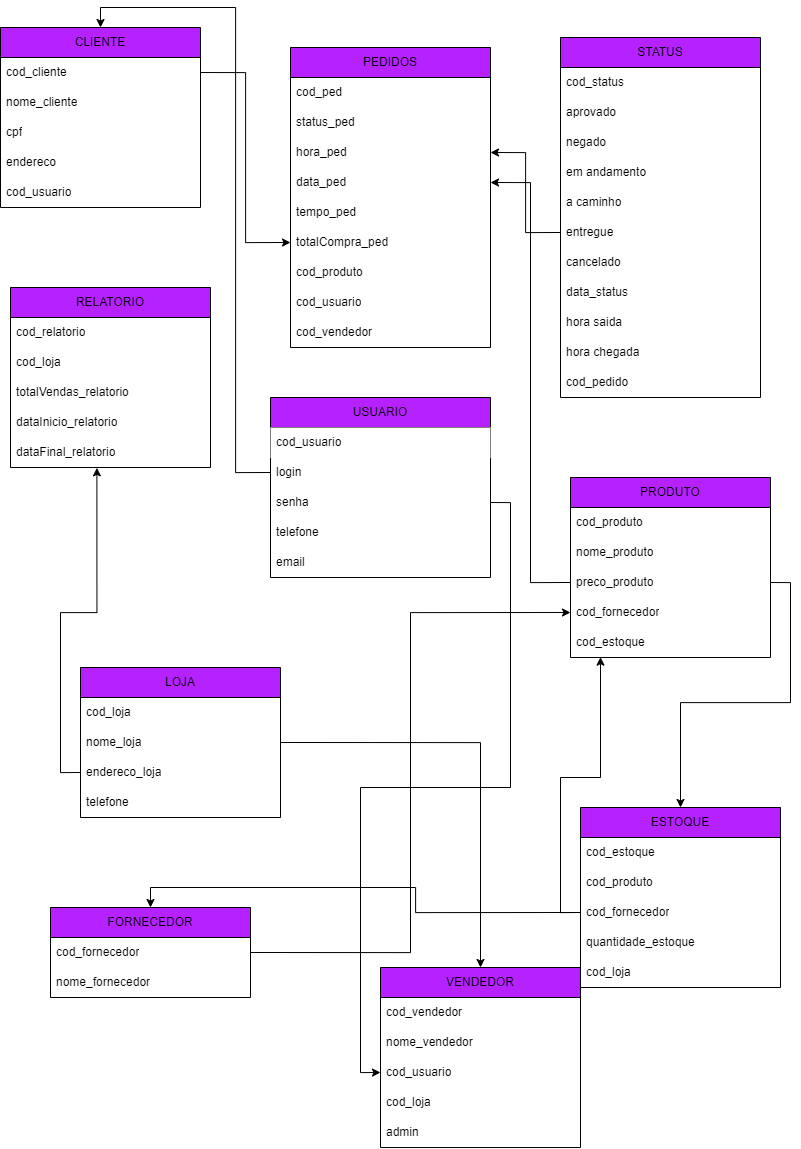 CLIENTE
cod_cliente
nome_cliente
cpf
endereco
cod_usuario
PEDIDOS
cod_ped
status_ped
hora_ped
data_ped
tempo_ped
totalCompra_ped
cod_produto
cod_usuario
cod_vendedor
STATUS
cod_status
aprovado
negado
em andamento
a caminho
entregue
cancelado
data_status
hora saida
hora chegada
cod_pedido
RELATORIO
cod_relatorio
cod_loja
totalVendas_relatorio
dataInicio_relatorio
dataFinal_relatorio
USUARIO
cod_usuario
login
senha
telefone
email
PRODUTO
cod_produto
nome_produto
preco_produto
cod_fornecedor
cod_estoque
LOJA
cod_loja
nome_loja
endereco_loja
telefone
ESTOQUE
cod_estoque
cod_produto
cod_fornecedor
quantidade_estoque
cod_loja
FORNECEDOR
cod_fornecedor
nome_fornecedor
VENDEDOR
cod_vendedor
nome_vendedor
cod_usuario
cod_loja
admin